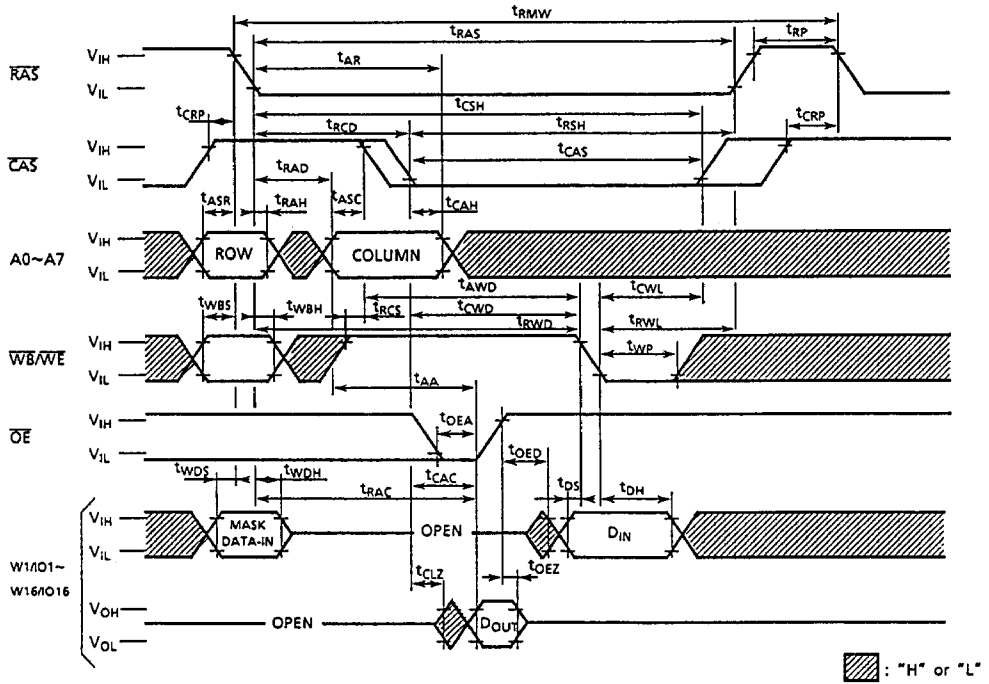 tRMW
tRAS
tRP
tAR
RAS
VIH
VIL
tCSH
tCRP
tRCD
tRSH
tCRP
CAS
VIH
VIL
tCAS
tRAD
tASR
tRAH
tASC
tCAH
A0~A7
VIH
VIL
ROW
COLUMN
tAWD
tCWL
tWBS
tWBH
tRCS
tCWD
tRWD
tRWL
WB/WE
VIH
VIL
tWP
tAA
OE
VIH
VIL
tOEA
tOED
tWDS
tWDH
tCAC
tRAC
tDS
tDH
VIH
VIL
MASK
DATA-IN
OPEN
DIN
W1/IO1~
W16/IO16
tCLZ
tOEZ
VOH
VOL
OPEN
DOUT
: "H" or "L"